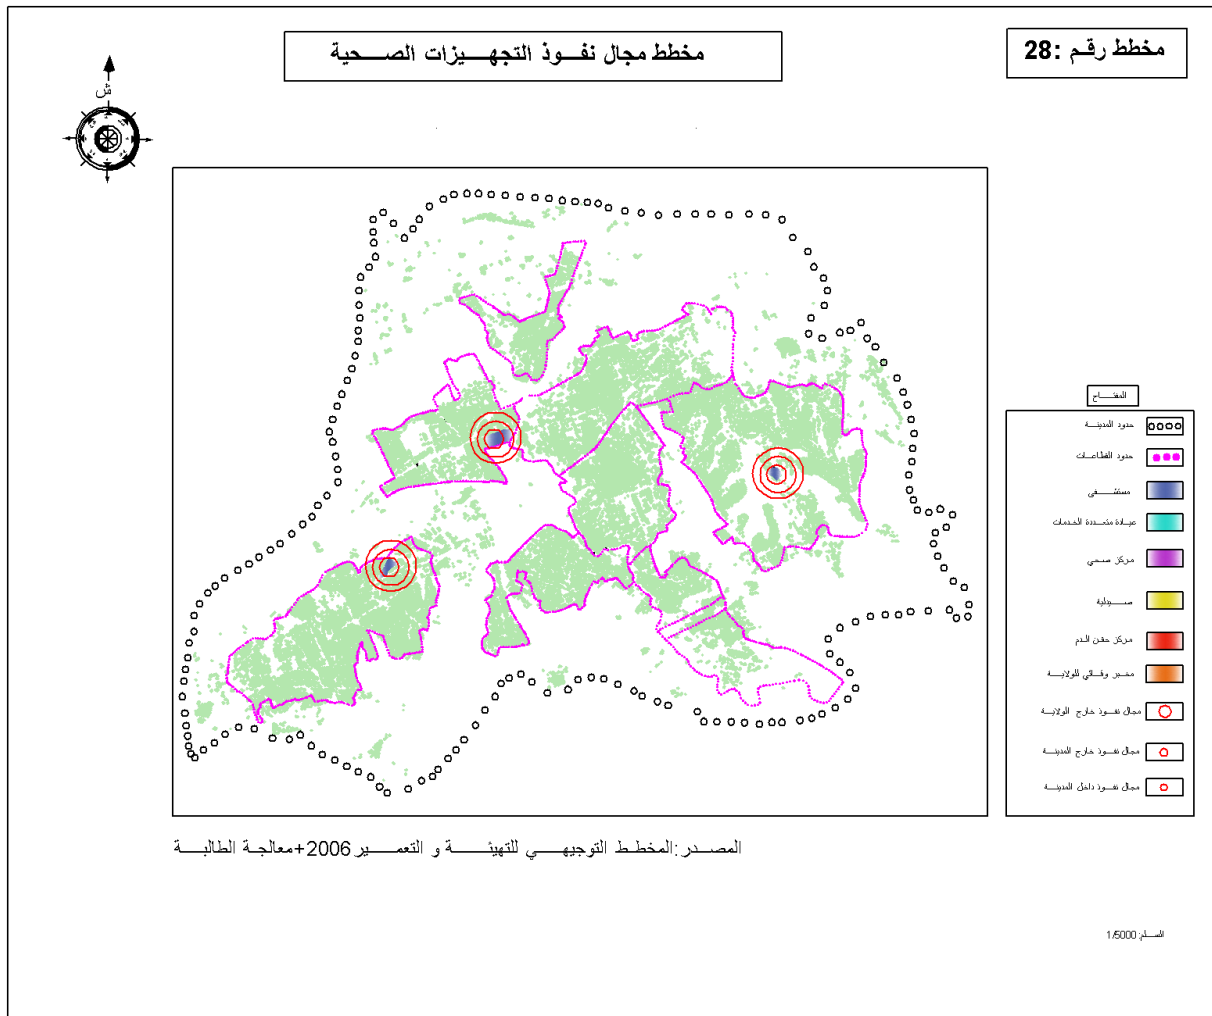 مخطط رقم :28
مخطط مجال نفوذ التجهيزات الصحية
ش
المفتاح
حدود المدينة
حدود القطاعات
مستشفى
عيادة متعددة الخدمات
مركز صحي
صيدلية
مركز حقن الدم
مخبر وقائي للولاية
مجال نفوذ خارج الولاية
مجال نفوذ خارج المدينة
مجال نفوذ داخل المدينة
المصدر:المخطط التوجيهي للتهيئة و التعمير2006+معالجة الطالبة
السلم: 1/5000